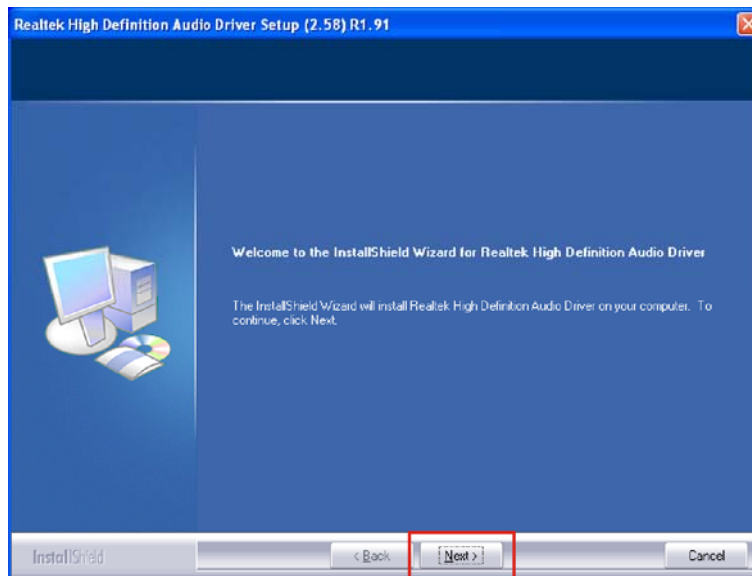 Realtek High Definition Audio Driver Setup (2.58) R1.91
Welcome to the InstallShield Wizard for Realtek High Definition Audio Driver
The InstallShield Wizard will install Realtek High Definition Audio Driver on your computer. To
continue, click Next.
InstallShield
< Back
Next >
Cancel